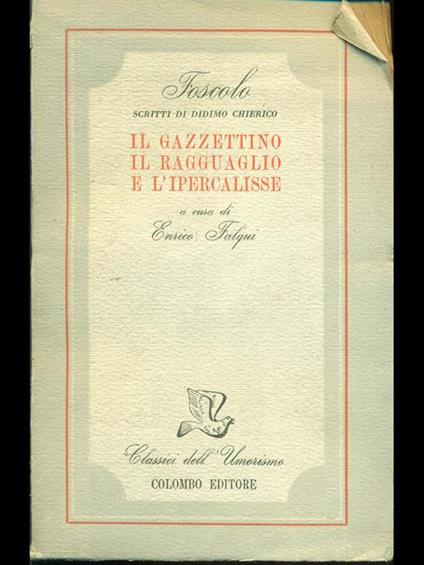 Foscolo
SCRITTI DI DIDIMO CHIERICO
IL GAZZETTINO
IL RAGGUAGLIO
E L'IPERCALISSE
a cura di
Enrico Falqui
Classici dell'Umorismo
COLOMBO EDITORE